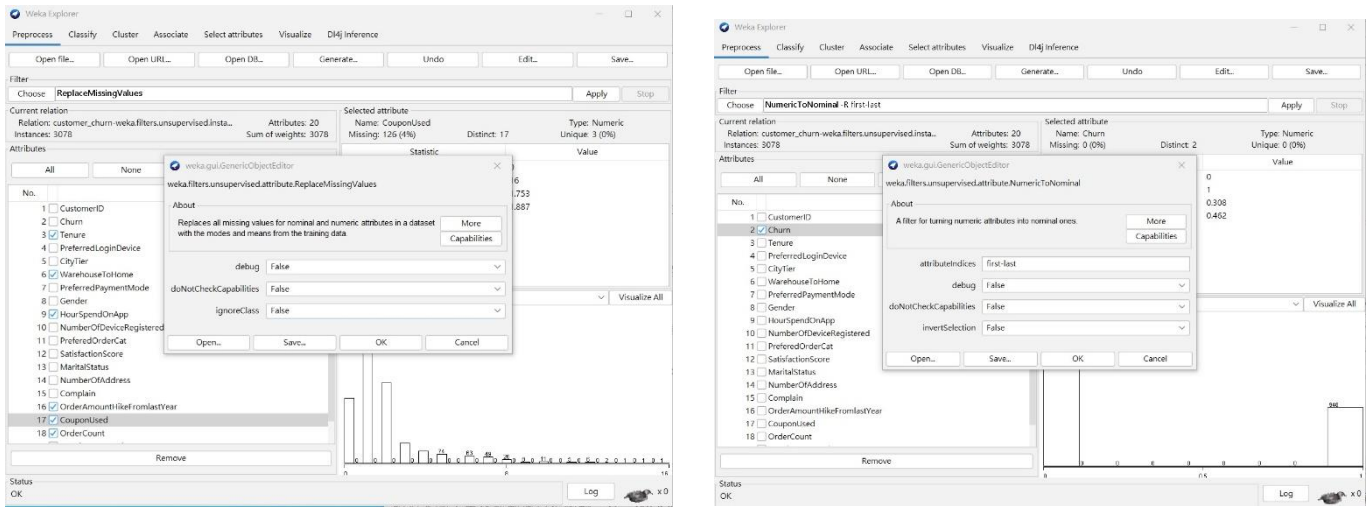 Weka Explorer
Preprocess Classify Cluster Associate Select attributes Visualize Dl4j Inference
Open file... Open URL... Open DB... Generate... Undo Edit... Save...
Filter
Choose ReplaceMissingValues Apply Stop
Current relation
Relation: customer_churn-weka.filters.unsupervised.insta... Attributes: 20
Instances: 3078 Sum of weights: 3078
Selected attribute
Name: CouponUsed Type: Numeric
Missing: 126 (4%) Distinct: 17 Unique: 3 (0%)
Attributes
All None
Statistic Value
6
.753
.887
No.
1 CustomerID
2 Churn
3 Tenure
4 PreferredLoginDevice
5 CityTier
6 WarehouseToHome
7 PreferredPaymentMode
8 Gender
9 HourSpendOnApp
10 NumberOfDeviceRegistered
11 PreferedOrderCat
12 SatisfactionScore
13 MaritalStatus
14 NumberOfAddress
15 Complain
16 OrderAmountHikeFromlastYear
17 CouponUsed
18 OrderCount
Remove
weka.gui.GenericObjectEditor
weka.filters.unsupervised.attribute.ReplaceMissingValues
About
Replaces all missing values for nominal and numeric attributes in a dataset
with the modes and means from the training data.
More
Capabilities
debug False
doNotCheckCapabilities False
ignoreClass False
Open... Save... OK Cancel
Visualize All
0 8 16
Status
OK
Log x 0
Weka Explorer
Preprocess Classify Cluster Associate Select attributes Visualize Dl4j Inference
Open file... Open URL... Open DB... Generate... Undo Edit... Save...
Filter
Choose NumericToNominal -R first-last Apply Stop
Current relation
Relation: customer_churn-weka.filters.unsupervised.insta... Attributes: 20
Instances: 3078 Sum of weights: 3078
Selected attribute
Name: Churn Type: Numeric
Missing: 0 (0%) Distinct: 2 Unique: 0 (0%)
Attributes
All None
Value
0
1
0.308
0.462
No.
1 CustomerID
2 Churn
3 Tenure
4 PreferredLoginDevice
5 CityTier
6 WarehouseToHome
7 PreferredPaymentMode
8 Gender
9 HourSpendOnApp
10 NumberOfDeviceRegistered
11 PreferedOrderCat
12 SatisfactionScore
13 MaritalStatus
14 NumberOfAddress
15 Complain
16 OrderAmountHikeFromlastYear
17 CouponUsed
18 OrderCount
Remove
weka.gui.GenericObjectEditor
weka.filters.unsupervised.attribute.NumericToNominal
About
A filter for turning numeric attributes into nominal ones.
More
Capabilities
attributeIndices first-last
debug False
doNotCheckCapabilities False
invertSelection False
Open... Save... OK Cancel
Visualize All
0 0.5 1
Status
OK
Log x 0